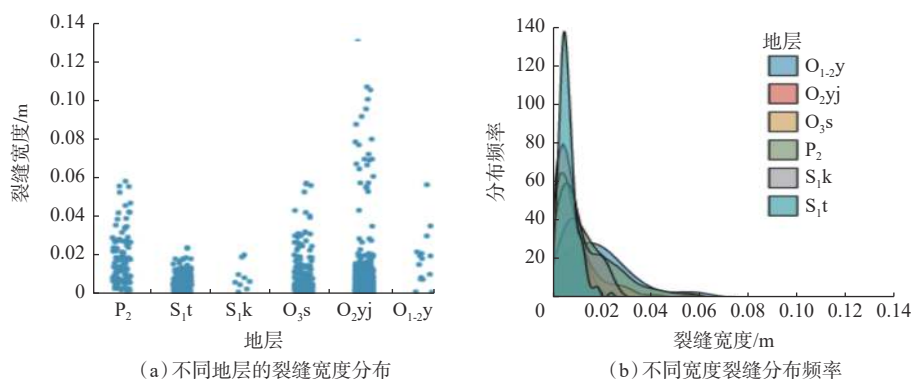 0.14
0.12
0.10
0.08
0.06
0.04
0.02
0
裂缝宽度/m
P₂ S₁t S₁k O₃s O₂yj O₁₋₂y
地层
(a)不同地层的裂缝宽度分布
140
120
100
80
60
40
20
0
分布频率
地层
O₁₋₂y
O₂yj
O₃s
P₂
S₁k
S₁t
0.02 0.04 0.06 0.08 0.10 0.12 0.14
裂缝宽度/m
(b)不同宽度裂缝分布频率